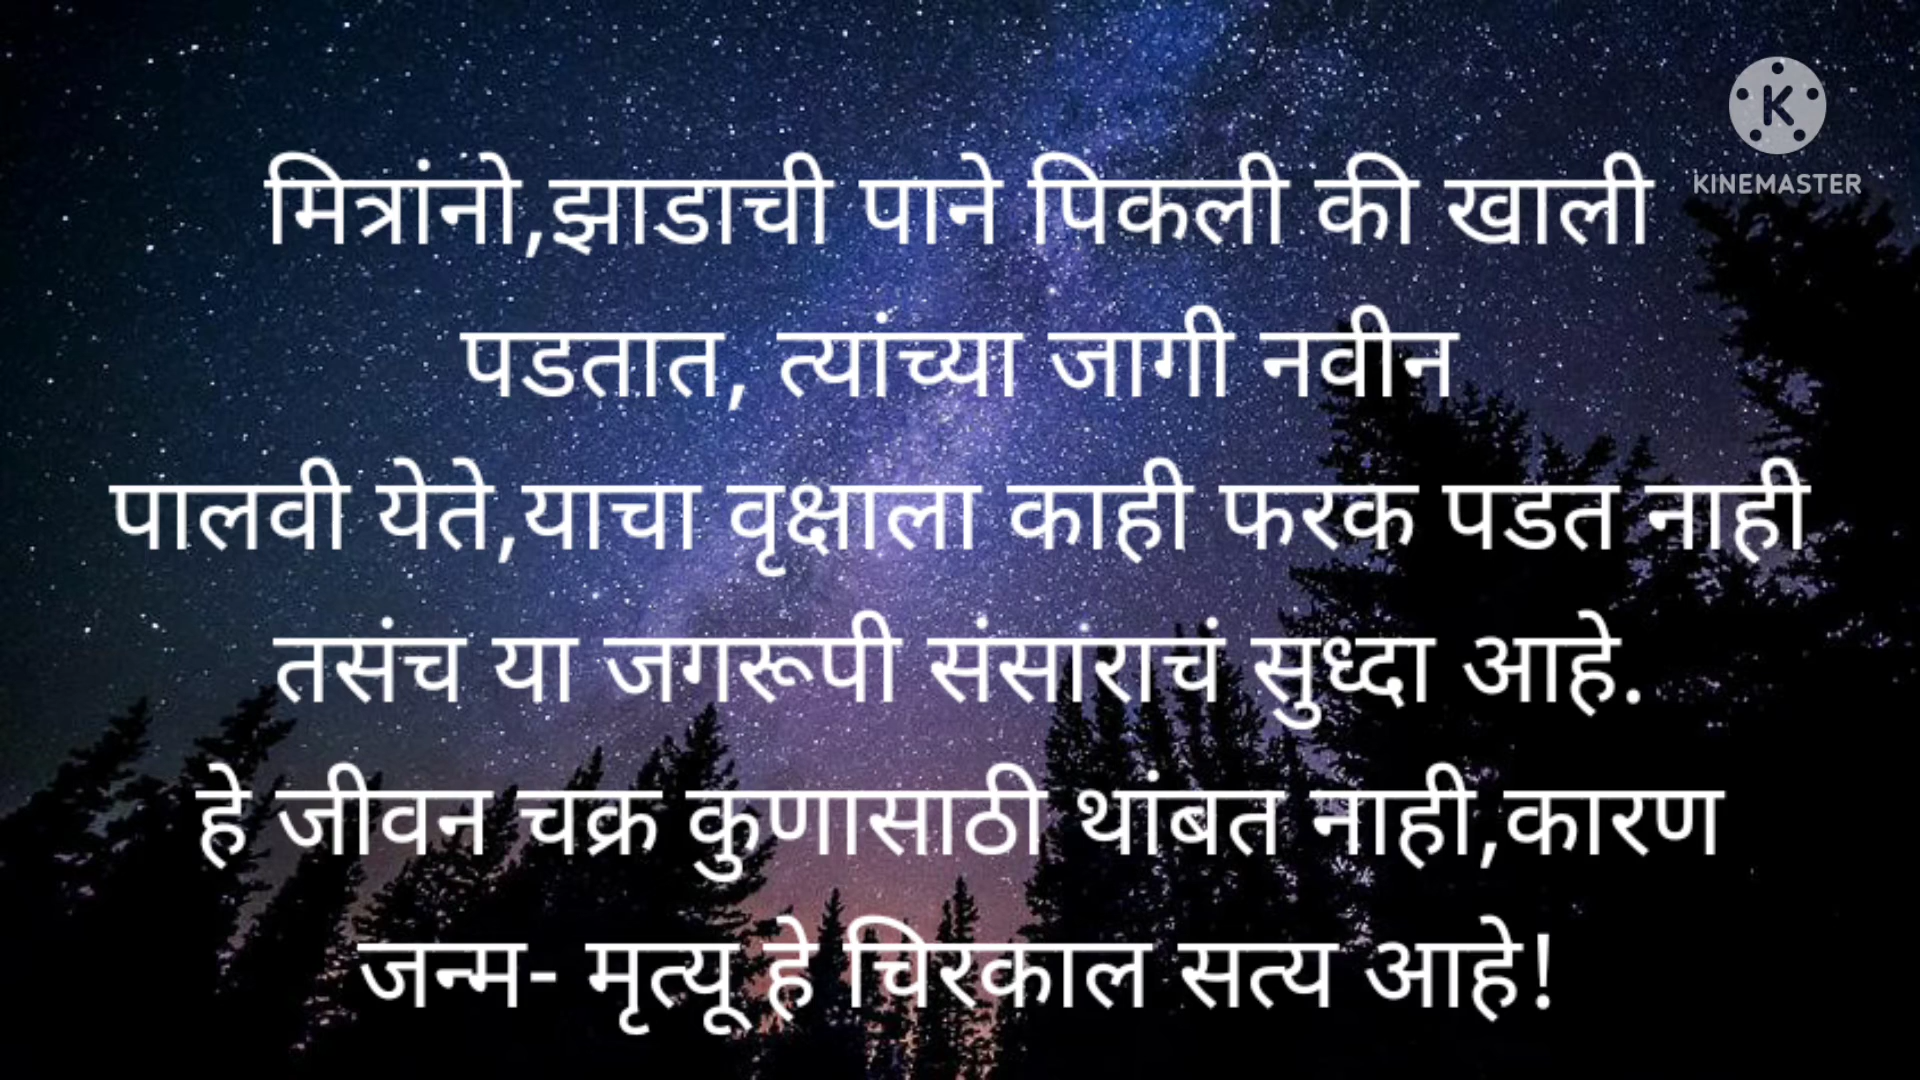 KINEMASTER
मित्रांनो,झाडाची पाने पिकली की खाली
पडतात, त्यांच्या जागी नवीन
पालवी येते,याचा वृक्षाला काही फरक पडत नाही
तसंच या जगरूपी संसाराचं सुध्दा आहे.
हे जीवन चक्र कुणासाठी थांबत नाही,कारण
जन्म- मृत्यू हे चिरकाल सत्य आहे!